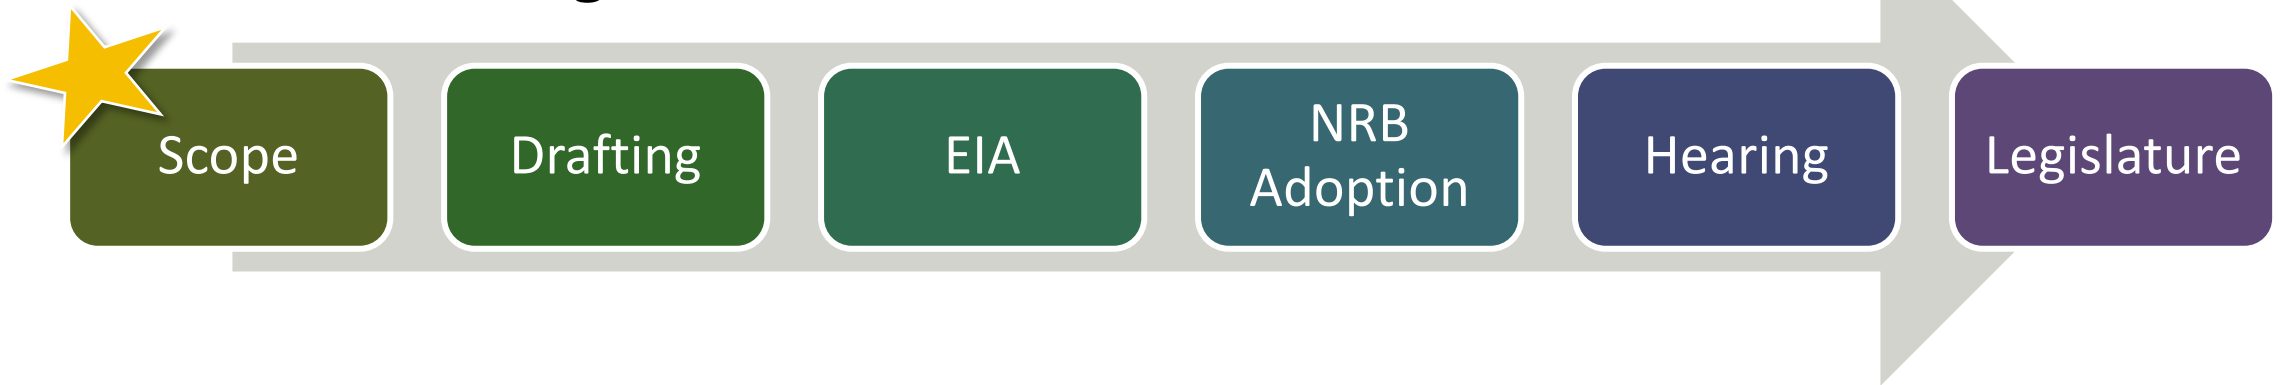 Scope
Drafting
EIA
NRB
Adoption
Hearing
Legislature